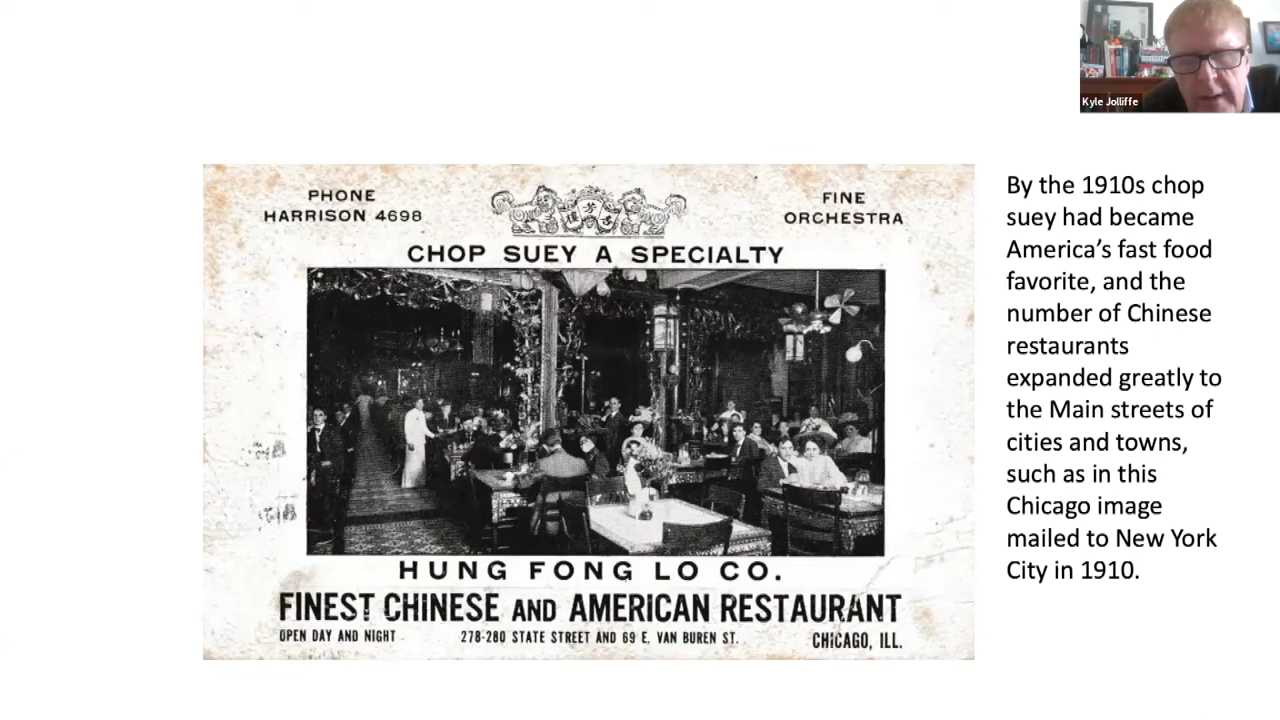 Kyle Jolliffe
PHONE
HARRISON 4698
FINE
ORCHESTRA
CHOP SUEY A SPECIALTY
HUNG FONG LO CO.
FINEST CHINESE AND AMERICAN RESTAURANT
OPEN DAY AND NIGHT
278-280 STATE STREET AND 69 E. VAN BUREN ST.
CHICAGO, ILL.
By the 1910s chop
suey had became
America’s fast food
favorite, and the
number of Chinese
restaurants
expanded greatly to
the Main streets of
cities and towns,
such as in this
Chicago image
mailed to New York
City in 1910.